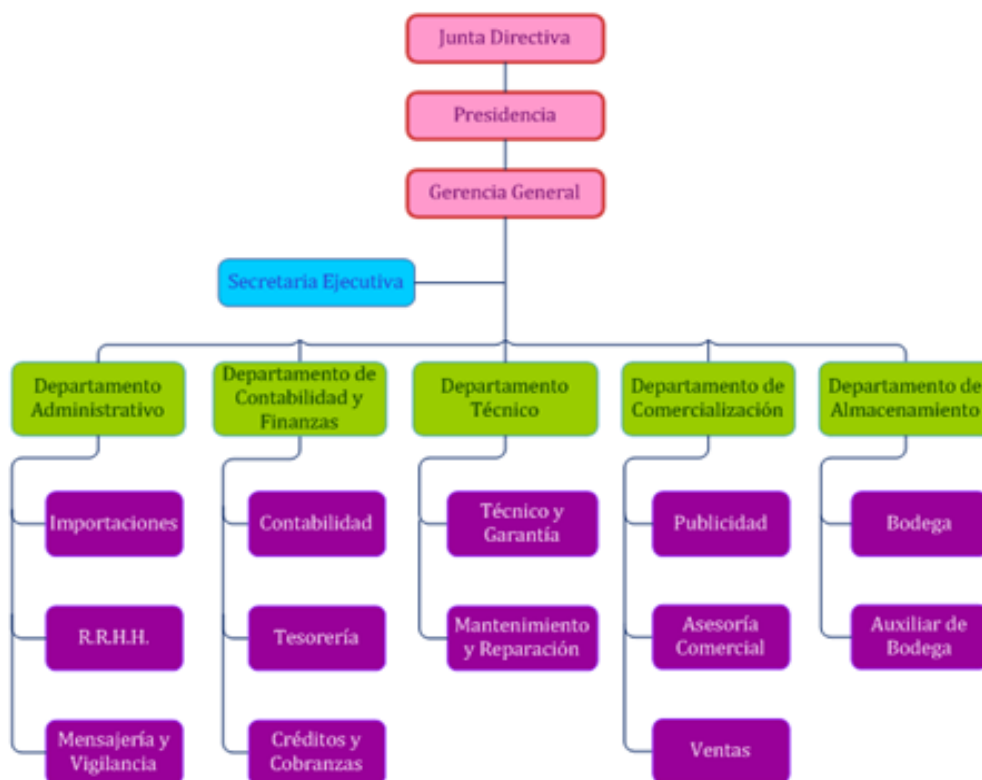 Junta Directiva
Presidencia
Gerencia General
Secretaria Ejecutiva
Departamento
Administrativo
Departamento de
Contabilidad y
Finanzas
Departamento
Técnico
Departamento de
Comercialización
Departamento de
Almacenamiento
Importaciones
Contabilidad
Técnico y
Garantía
Publicidad
Bodega
R.R.H.H.
Tesorería
Mantenimiento
y Reparación
Asesoría
Comercial
Auxiliar de
Bodega
Mensajería y
Vigilancia
Créditos y
Cobranzas
Ventas